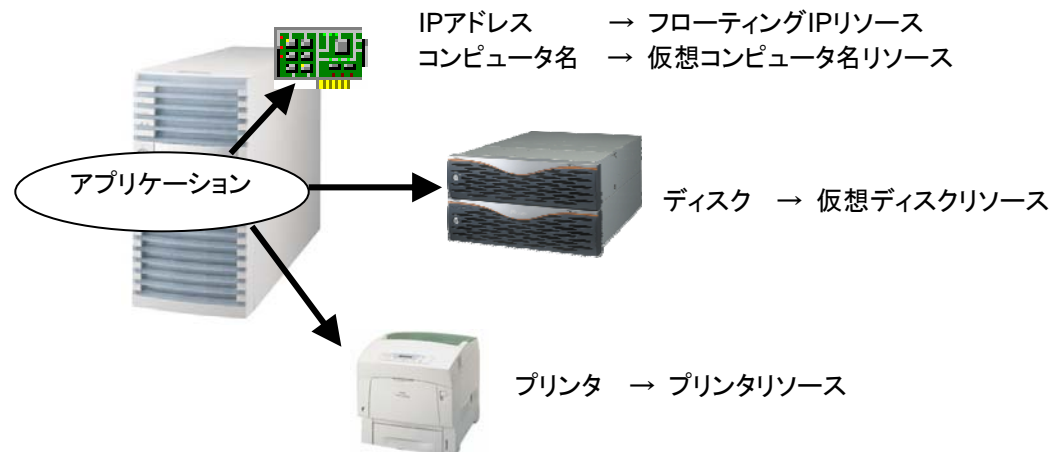 IPアドレス → フローティングIPリソース
コンピュータ名 → 仮想コンピュータ名リソース
アプリケーション
ディスク → 仮想ディスクリソース
プリンタ → プリンタリソース